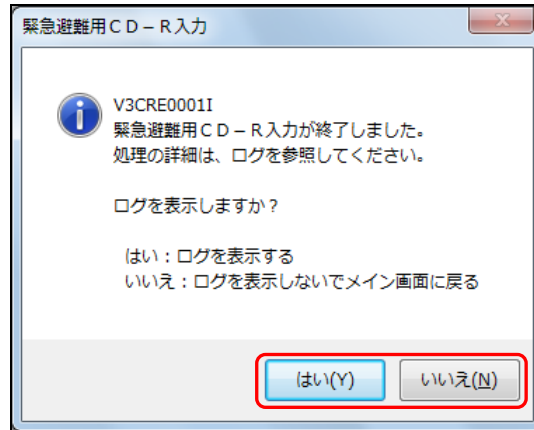 緊急避難用ＣＤ－Ｒ入力
V3CRE0001I
緊急避難用ＣＤ－Ｒ入力が終了しました。
処理の詳細は、ログを参照してください。
ログを表示しますか？
はい：ログを表示する
いいえ：ログを表示しないでメイン画面に戻る
はい(Y) いいえ(N)